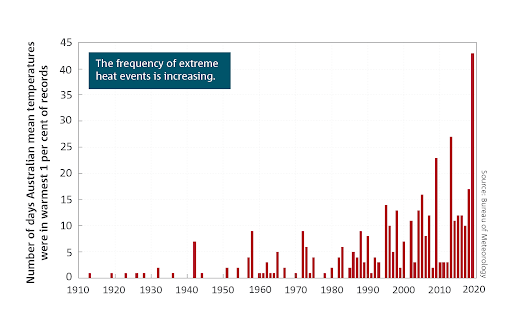 Number of days Australian mean temperatures
were in warmest 1 per cent of records
The frequency of extreme
heat events is increasing.
45
40
35
30
25
20
15
10
5
0
1910 1920 1930 1940 1950 1960 1970 1980 1990 2000 2010 2020
Source: Bureau of Meteorology